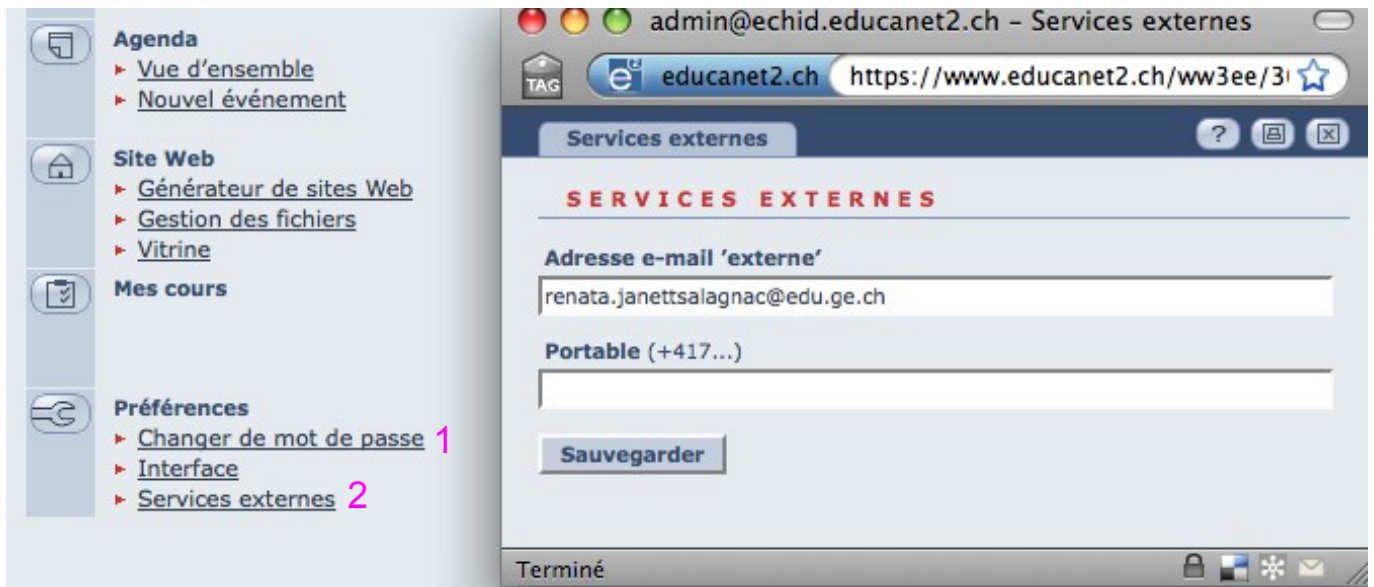 Agenda
Vue d'ensemble
Nouvel événement
Site Web
Générateur de sites Web
Gestion des fichiers
Vitrine
Mes cours
Préférences
Changer de mot de passe 1
Interface
Services externes 2
admin@echid.educanet2.ch – Services externes
TAG
e2 educanet2.ch https://www.educanet2.ch/ww3ee/3
Services externes
?
SERVICES EXTERNES
Adresse e-mail 'externe'
renata.janettsalagnac@edu.ge.ch
Portable (+417...)
Sauvegarder
Terminé